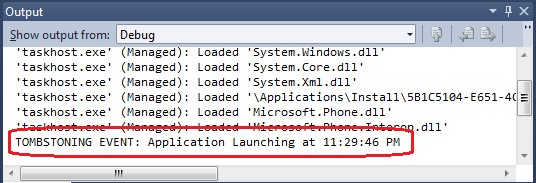 Output
Show output from: Debug
'taskhost.exe' (Managed): Loaded 'System.Windows.dll'
'taskhost.exe' (Managed): Loaded 'System.Core.dll'
'taskhost.exe' (Managed): Loaded 'System.Xml.dll'
'taskhost.exe' (Managed): Loaded '\Applications\Install\5B1C5104-E651-4C
'taskhost.exe' (Managed): Loaded 'Microsoft.Phone.dll'
'taskhost.exe' (Managed): Loaded 'Microsoft.Phone.Interop.dll'
TOMBSTONING EVENT: Application Launching at 11:29:46 PM